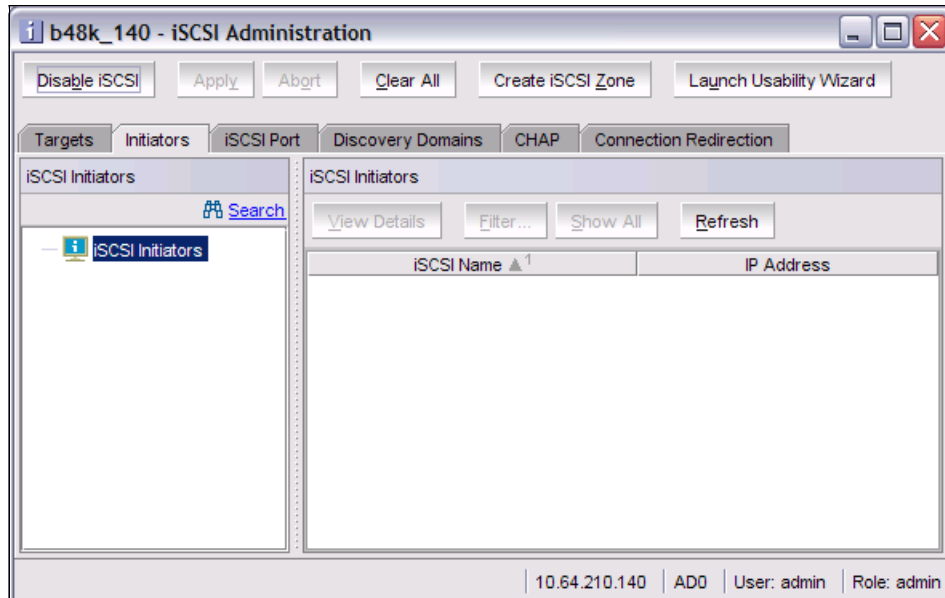 b48k_140 - iSCSI Administration
Disable iSCSI Apply Abort Clear All Create iSCSI Zone Launch Usability Wizard
Targets Initiators iSCSI Port Discovery Domains CHAP Connection Redirection
iSCSI Initiators
Search
iSCSI Initiators
iSCSI Initiators
View Details Filter... Show All Refresh
iSCSI Name 1 IP Address
10.64.210.140 AD0 User: admin Role: admin